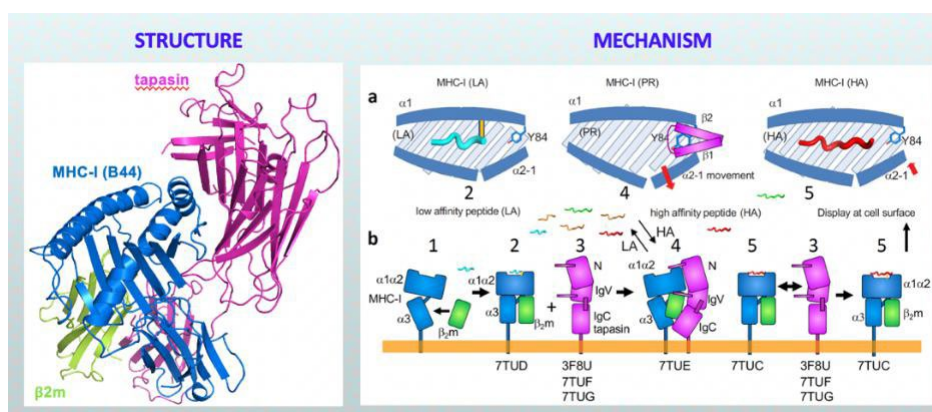 STRUCTURE
MECHANISM
tapasin
MHC-I (B44)
β2m
a
MHC-I (LA)
MHC-I (PR)
MHC-I (HA)
α1
α1
α1
β2
(LA)
(PR)
(HA)
Y84
Y84
Y84
β1
α2-1
α2-1 movement
α2-1
2
4
5
low affinity peptide (LA)
high affinity peptide (HA)
Display at cell surface
HA
LA
b
1
2
3
4
5
3
5
α1α2
α1α2
N
α1α2
N
α1α2
MHC-I
+
IgV
IgV
α3
α3
β2m
β2m
IgC
tapasin
α3
IgC
α3
β2m
7TUD
3F8U
7TUE
7TUC
3F8U
7TUC
7TUF
7TUF
7TUG
7TUG